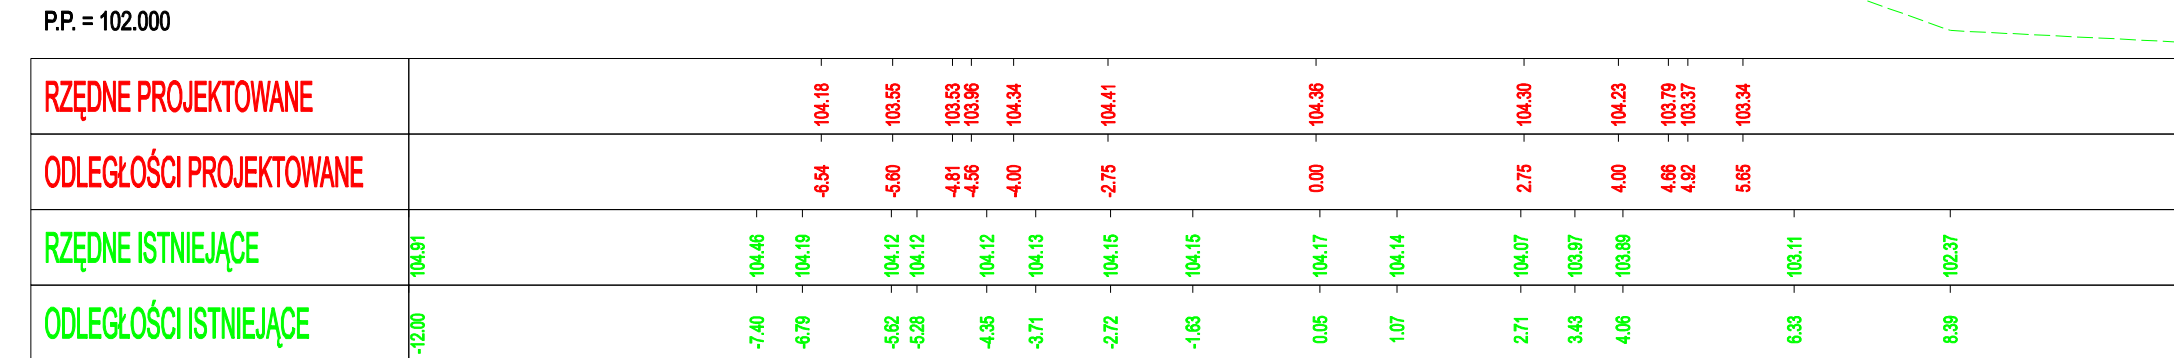 P.P. = 102.000
RZĘDNE PROJEKTOWANE 104.18 103.55 103.53 103.96 104.34 104.41 104.36 104.30 104.23 103.79 103.37 103.34
ODLEGŁOŚCI PROJEKTOWANE -6.54 -5.60 -4.81 -4.56 -4.00 -2.75 0.00 2.75 4.00 4.66 4.92 5.65
RZĘDNE ISTNIEJĄCE 104.91 104.46 104.19 104.12 104.12 104.12 104.13 104.15 104.15 104.17 104.14 104.07 103.97 103.89 103.11 102.37
ODLEGŁOŚCI ISTNIEJĄCE -12.00 -7.40 -6.79 -5.62 -5.28 -4.35 -3.71 -2.72 -1.63 0.05 1.07 2.71 3.43 4.06 6.33 8.39